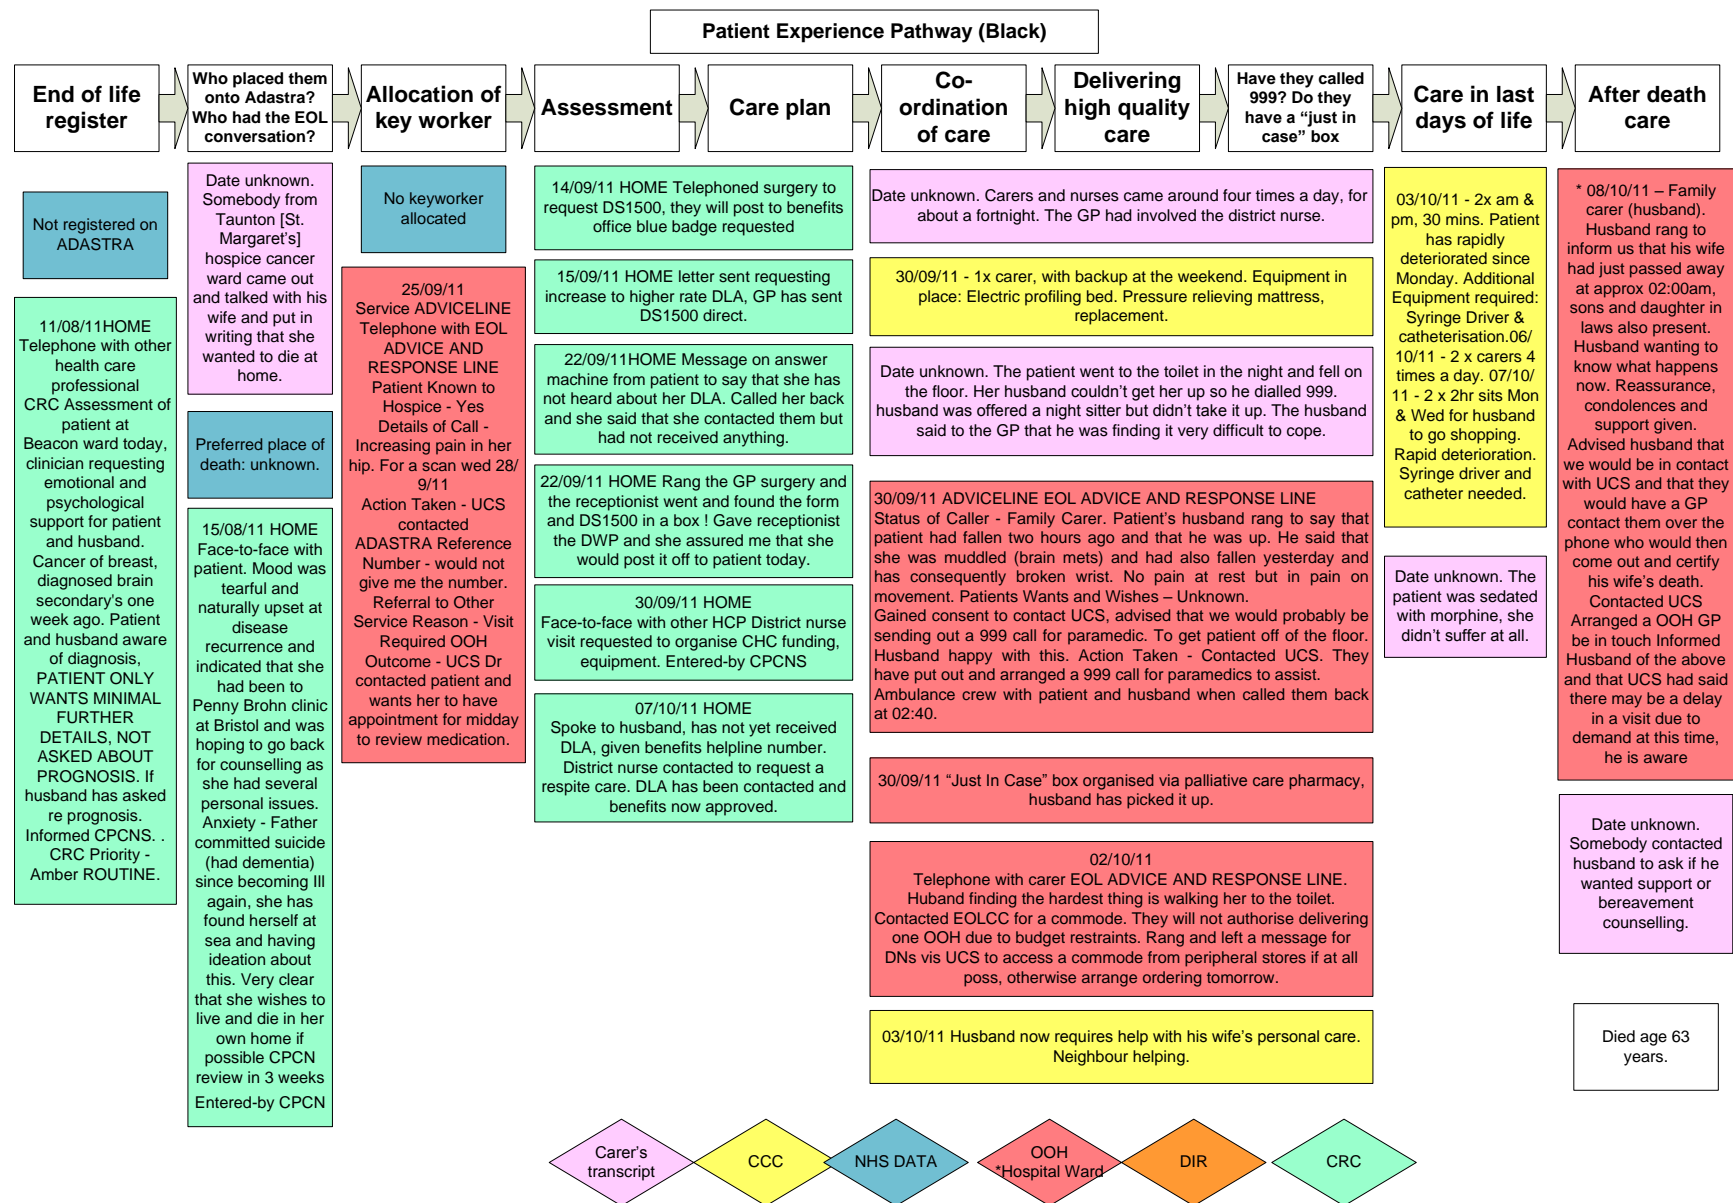 Patient Experience Pathway (Black)
End of life
register
Who placed them
onto Adastra?
Who had the EOL
conversation?
Allocation of
key worker
Assessment
Care plan
Co-
ordination
of care
Delivering
high quality
care
Have they called
999? Do they
have a “just in
case” box
Care in last
days of life
After death
care
Not registered on
ADASTRA
11/08/11HOME
Telephone with other
health care
professional
CRC Assessment of
patient at
Beacon ward today,
clinician requesting
emotional and
psychological
support for patient
and husband.
Cancer of breast,
diagnosed brain
secondary's one
week ago. Patient
and husband aware
of diagnosis,
PATIENT ONLY
WANTS MINIMAL
FURTHER
DETAILS, NOT
ASKED ABOUT
PROGNOSIS. If
husband has asked
re prognosis.
Informed CPCNS. .
CRC Priority -
Amber ROUTINE.
Date unknown.
Somebody from
Taunton [St.
Margaret’s]
hospice cancer
ward came out
and talked with his
wife and put in
writing that she
wanted to die at
home.
Preferred place of
death: unknown.
15/08/11 HOME
Face-to-face with
patient. Mood was
tearful and
naturally upset at
disease
recurrence and
indicated that she
had been to
Penny Brohn clinic
at Bristol and was
hoping to go back
for counselling as
she had several
personal issues.
Anxiety - Father
committed suicide
(had dementia)
since becoming Ill
again, she has
found herself at
sea and having
ideation about
this. Very clear
that she wishes to
live and die in her
own home if
possible CPCN
review in 3 weeks
Entered-by CPCN
No keyworker
allocated
25/09/11
Service ADVICELINE
Telephone with EOL
ADVICE AND
RESPONSE LINE
Patient Known to
Hospice - Yes
Details of Call -
Increasing pain in her
hip. For a scan wed 28/
9/11
Action Taken - UCS
contacted
ADASTRA Reference
Number - would not
give me the number.
Referral to Other
Service Reason - Visit
Required OOH
Outcome - UCS Dr
contacted patient and
wants her to have
appointment for midday
to review medication.
14/09/11 HOME Telephoned surgery to
request DS1500, they will post to benefits
office blue badge requested
15/09/11 HOME letter sent requesting
increase to higher rate DLA, GP has sent
DS1500 direct.
22/09/11HOME Message on answer
machine from patient to say that she has
not heard about her DLA. Called her back
and she said that she contacted them but
had not received anything.
22/09/11 HOME Rang the GP surgery and
the receptionist went and found the form
and DS1500 in a box ! Gave receptionist
the DWP and she assured me that she
would post it off to patient today.
30/09/11 HOME
Face-to-face with other HCP District nurse
visit requested to organise CHC funding,
equipment. Entered-by CPCNS
07/10/11 HOME
Spoke to husband, has not yet received
DLA, given benefits helpline number.
District nurse contacted to request a
respite care. DLA has been contacted and
benefits now approved.
Date unknown. Carers and nurses came around four times a day, for
about a fortnight. The GP had involved the district nurse.
30/09/11 - 1x carer, with backup at the weekend. Equipment in
place: Electric profiling bed. Pressure relieving mattress,
replacement.
Date unknown. The patient went to the toilet in the night and fell on
the floor. Her husband couldn’t get her up so he dialled 999.
husband was offered a night sitter but didn’t take it up. The husband
said to the GP that he was finding it very difficult to cope.
30/09/11 ADVICELINE EOL ADVICE AND RESPONSE LINE
Status of Caller - Family Carer. Patient’s husband rang to say that
patient had fallen two hours ago and that he was up. He said that
she was muddled (brain mets) and had also fallen yesterday and
has consequently broken wrist. No pain at rest but in pain on
movement. Patients Wants and Wishes – Unknown.
Gained consent to contact UCS, advised that we would probably be
sending out a 999 call for paramedic. To get patient off of the floor.
Husband happy with this. Action Taken - Contacted UCS. They
have put out and arranged a 999 call for paramedics to assist.
Ambulance crew with patient and husband when called them back
at 02:40.
30/09/11 “Just In Case” box organised via palliative care pharmacy,
husband has picked it up.
02/10/11
Telephone with carer EOL ADVICE AND RESPONSE LINE.
Huband finding the hardest thing is walking her to the toilet.
Contacted EOLCC for a commode. They will not authorise delivering
one OOH due to budget restraints. Rang and left a message for
DNs vis UCS to access a commode from peripheral stores if at all
poss, otherwise arrange ordering tomorrow.
03/10/11 Husband now requires help with his wife’s personal care.
Neighbour helping.
03/10/11 - 2x am &
pm, 30 mins. Patient
has rapidly
deteriorated since
Monday. Additional
Equipment required:
Syringe Driver &
catheterisation.06/
10/11 - 2 x carers 4
times a day. 07/10/
11 - 2 x 2hr sits Mon
& Wed for husband
to go shopping.
Rapid deterioration.
Syringe driver and
catheter needed.
Date unknown. The
patient was sedated
with morphine, she
didn’t suffer at all.
* 08/10/11 – Family
carer (husband).
Husband rang to
inform us that his wife
had just passed away
at approx 02:00am,
sons and daughter in
laws also present.
Husband wanting to
know what happens
now. Reassurance,
condolences and
support given.
Advised husband that
we would be in contact
with UCS and that they
would have a GP
contact them over the
phone who would then
come out and certify
his wife’s death.
Contacted UCS
Arranged a OOH GP
be in touch Informed
Husband of the above
and that UCS had said
there may be a delay
in a visit due to
demand at this time,
he is aware
Date unknown.
Somebody contacted
husband to ask if he
wanted support or
bereavement
counselling.
Died age 63
years.
Carer’s
transcript
CCC
NHS DATA
OOH
*Hospital Ward
DIR
CRC